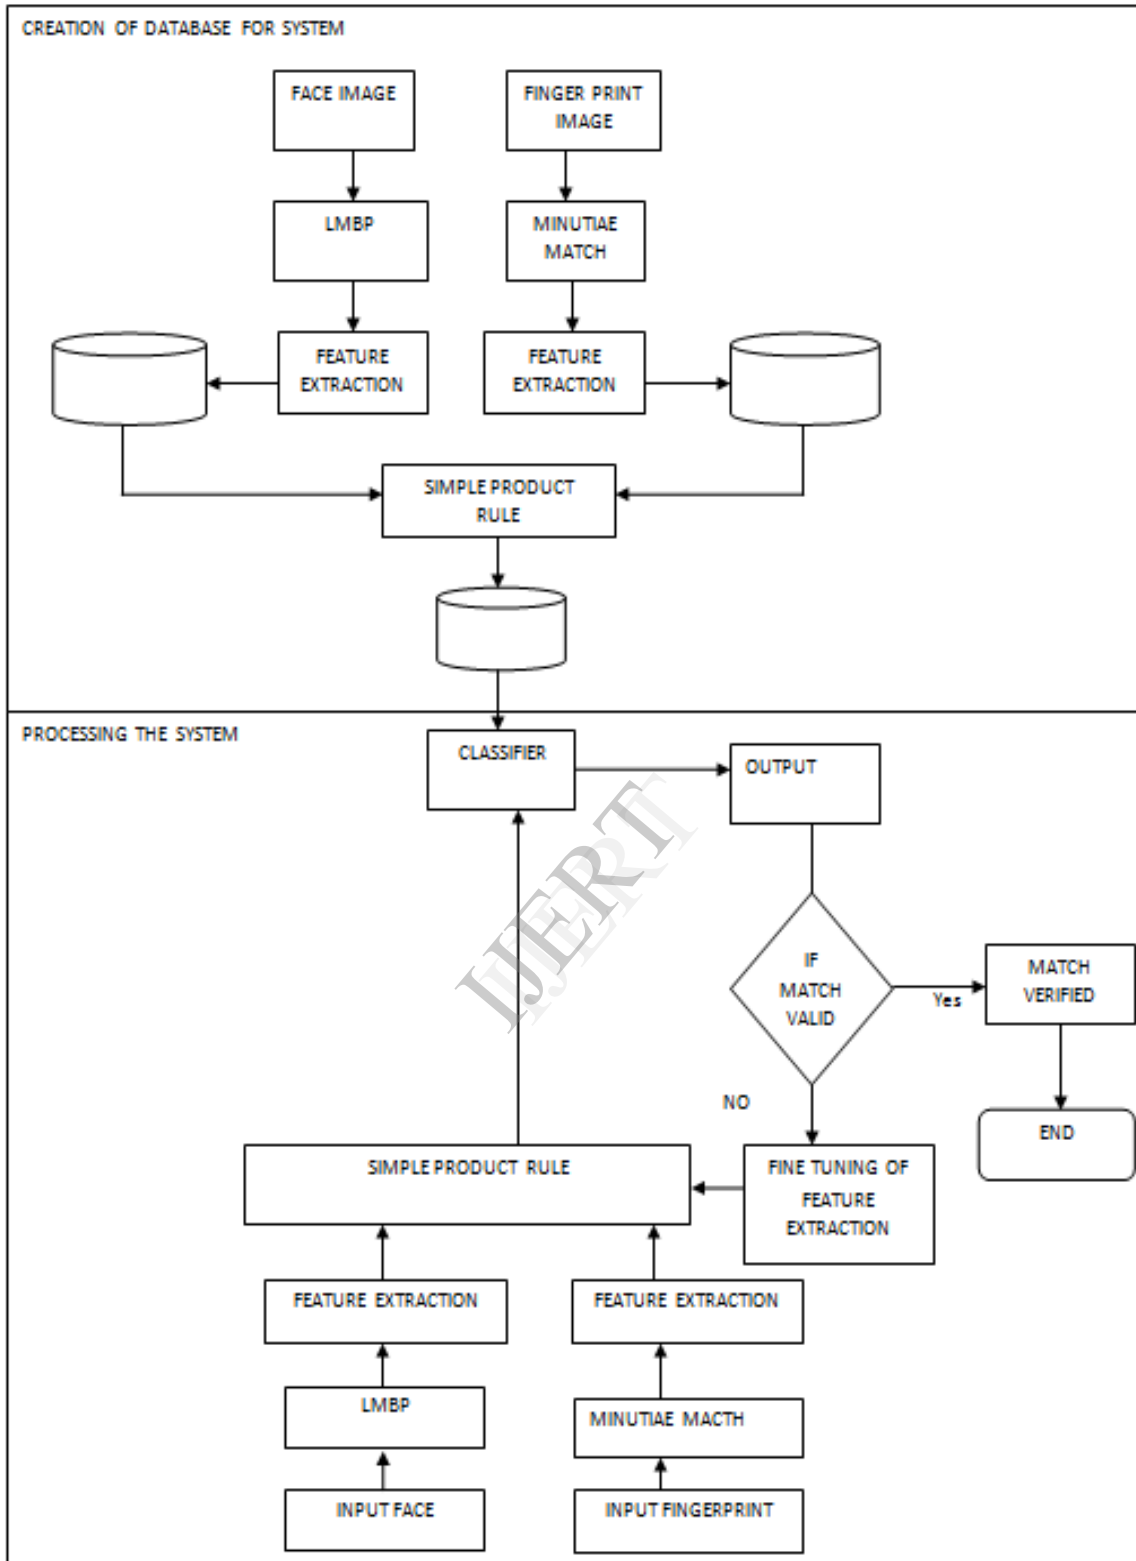 CREATION OF DATABASE FOR SYSTEM
FACE IMAGE
FINGER PRINT
IMAGE
LMBP
MINUTIAE
MATCH
FEATURE
EXTRACTION
FEATURE
EXTRACTION
SIMPLE PRODUCT
RULE
PROCESSING THE SYSTEM
CLASSIFIER
OUTPUT
IJERT
IF
MATCH
VALID
Yes
MATCH
VERIFIED
NO
END
SIMPLE PRODUCT RULE
FINE TUNING OF
FEATURE
EXTRACTION
FEATURE EXTRACTION
FEATURE EXTRACTION
LMBP
MINUTIAE MACTH
INPUT FACE
INPUT FINGERPRINT